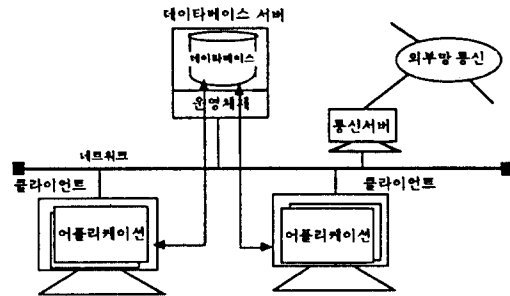 데이타베이스 서버
데이타베이스
운영체제
외부망 통신
통신서버
네트워크
클라이언트
클라이언트
어플리케이션
어플리케이션